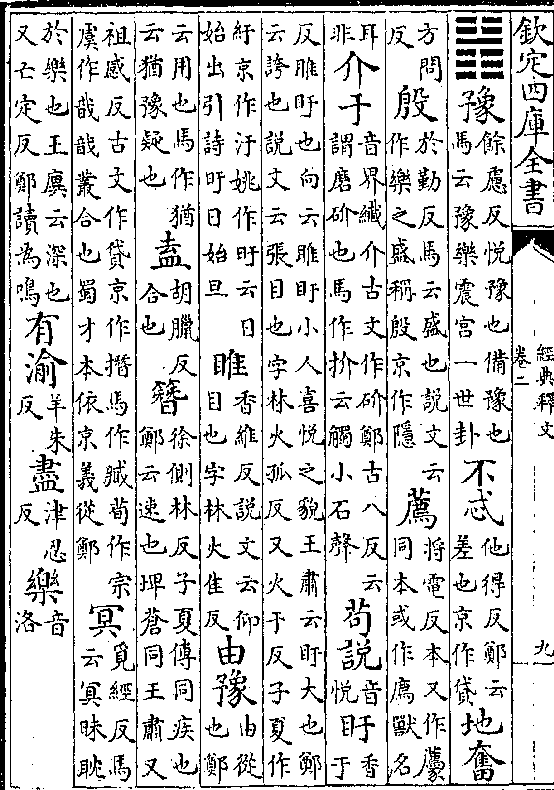 欽定四庫全書
經典釋文
卷二
九
䷏豫餘慮反悅豫也備豫也馬云豫樂震宮一世卦不忒他得反鄭云差也京作貸地奮
方問反殷於勤反馬云盛也說文云作樂之盛稱殷京作隱薦將電反本又作同本或作廌獸名
耳非介于音界纖介古文作砎鄭古八反云謂磨砎也馬作扴云觸小石聲茍說音悅盱香于
反睢盱也向云睢盱小人喜悅之貌王肅云盱大也鄭云誇也說文云張目也字林火孤反又火于反子夏作
紆京作汙姚作旴云日始出引詩旴日始旦睢香維反說文云仰目也字林火隹反由豫由從也鄭
云用也馬作猶云猶豫疑也盍胡臘反合也簪徐側林反子夏傳同疾也鄭云速也埤蒼同王肅又
祖感反古文作貸京作撍馬作臧荀作宗虞作哉哉叢合也蜀才本依京義從鄭冥覓經反馬云冥昧耽
於樂也王廙云深也又亡定反鄭讀為鳴有渝羊朱反盡津忍反樂音洛